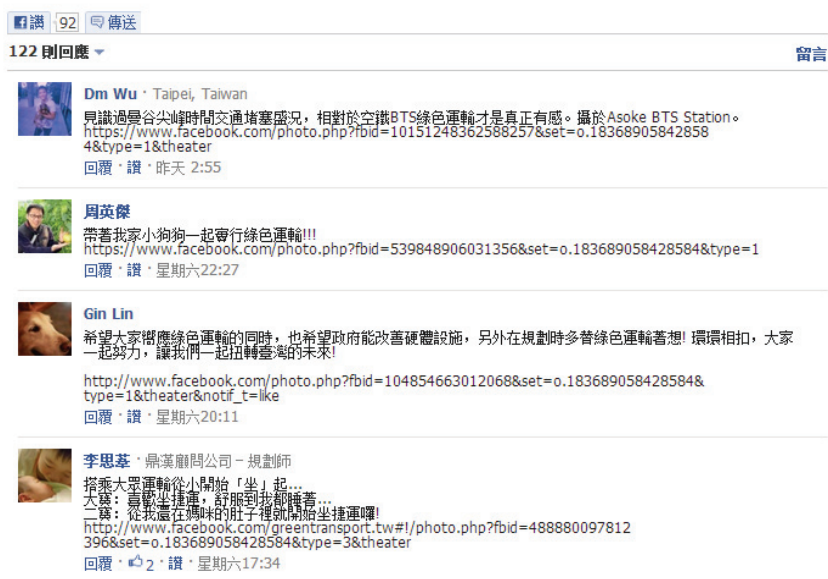 讚 92 傳送
122 則回應
留言
Dm Wu · Taipei, Taiwan
見識過曼谷尖峰時間交通堵塞盛況，相對於空鐵BTS綠色運輸才是真正有感。攝於Asoke BTS Station。
https://www.facebook.com/photo.php?fbid=10151248362588257&set=o.18368905842858
4&type=1&theater
回覆 · 讚 · 昨天 2:55
周英傑
帶著我家小狗狗一起實行綠色運輸!!!
https://www.facebook.com/photo.php?fbid=539848906031356&set=o.183689058428584&type=1
回覆 · 讚 · 星期六22:27
Gin Lin
希望大家響應綠色運輸的同時，也希望政府能改善硬體設施，另外在規劃時多替綠色運輸著想! 環環相扣，大家
一起努力，讓我們一起扭轉臺灣的未來!
http://www.facebook.com/photo.php?fbid=104854663012068&set=o.183689058428584&
type=1&theater&notif_t=like
回覆 · 讚 · 星期六20:11
李思葚 · 鼎漢顧問公司 – 規劃師
搭乘大眾運輸從小開始「坐」起...
大寶: 喜歡坐捷運，舒服到我都睡著...
二寶: 從我還在媽咪的肚子裡就開始坐捷運囉!
http://www.facebook.com/greentransport.tw#!/photo.php?fbid=488880097812
396&set=o.183689058428584&type=3&theater
回覆 · 2 · 讚 · 星期六17:34